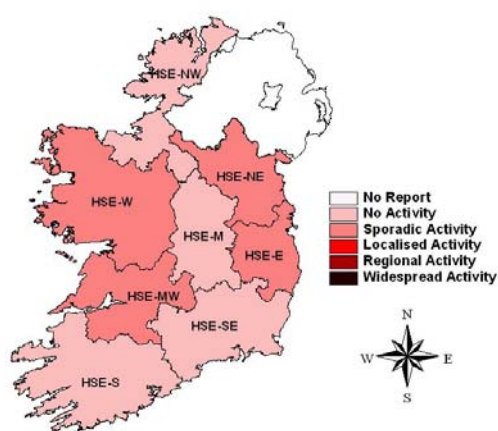 HSE-NW
HSE-NE
HSE-W
HSE-M
HSE-E
HSE-MW
HSE-SE
HSE-S
No Report
No Activity
Sporadic Activity
Localised Activity
Regional Activity
Widespread Activity
N
W E
S